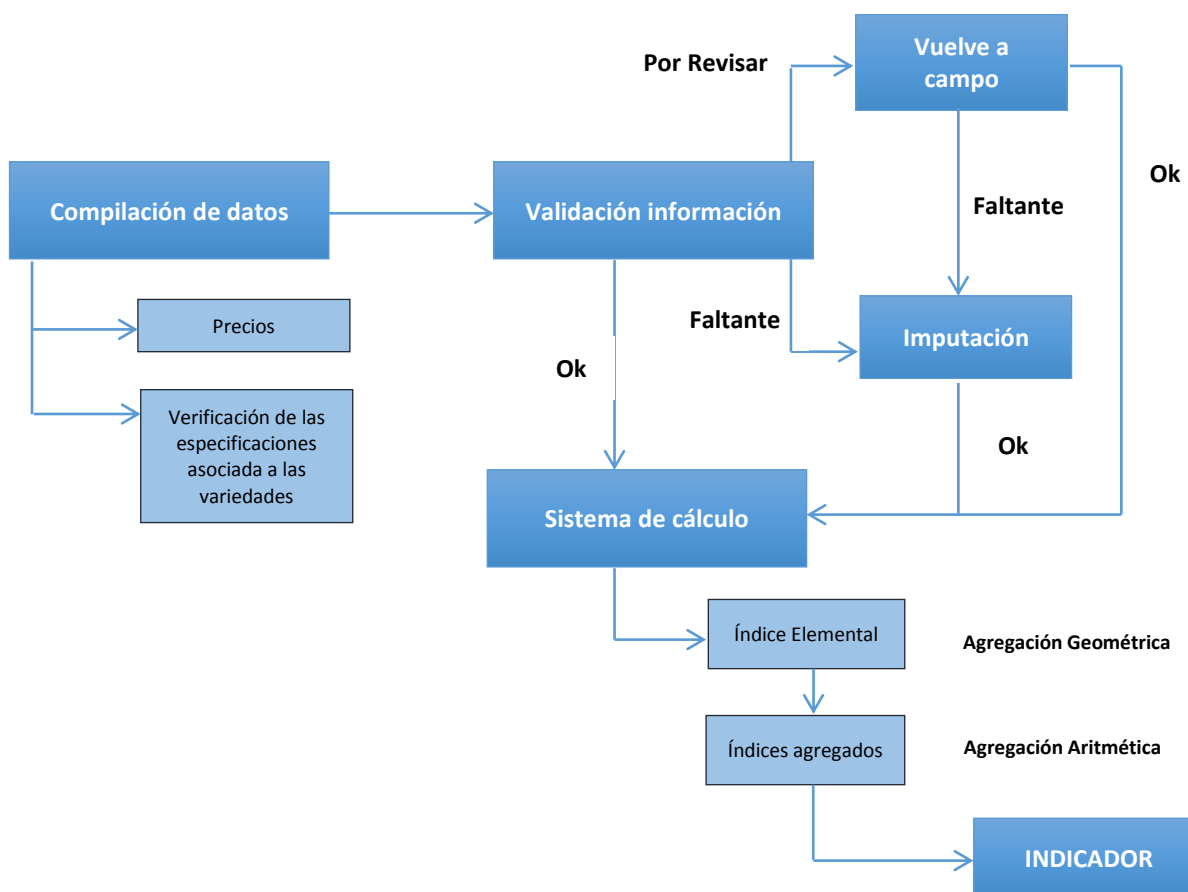 Vuelve a
campo
Por Revisar
Ok
Compilación de datos
Validación información
Faltante
Precios
Faltante
Imputación
Ok
Verificación de las
especificaciones
asociada a las
variedades
Ok
Sistema de cálculo
Índice Elemental
Agregación Geométrica
Índices agregados
Agregación Aritmética
INDICADOR